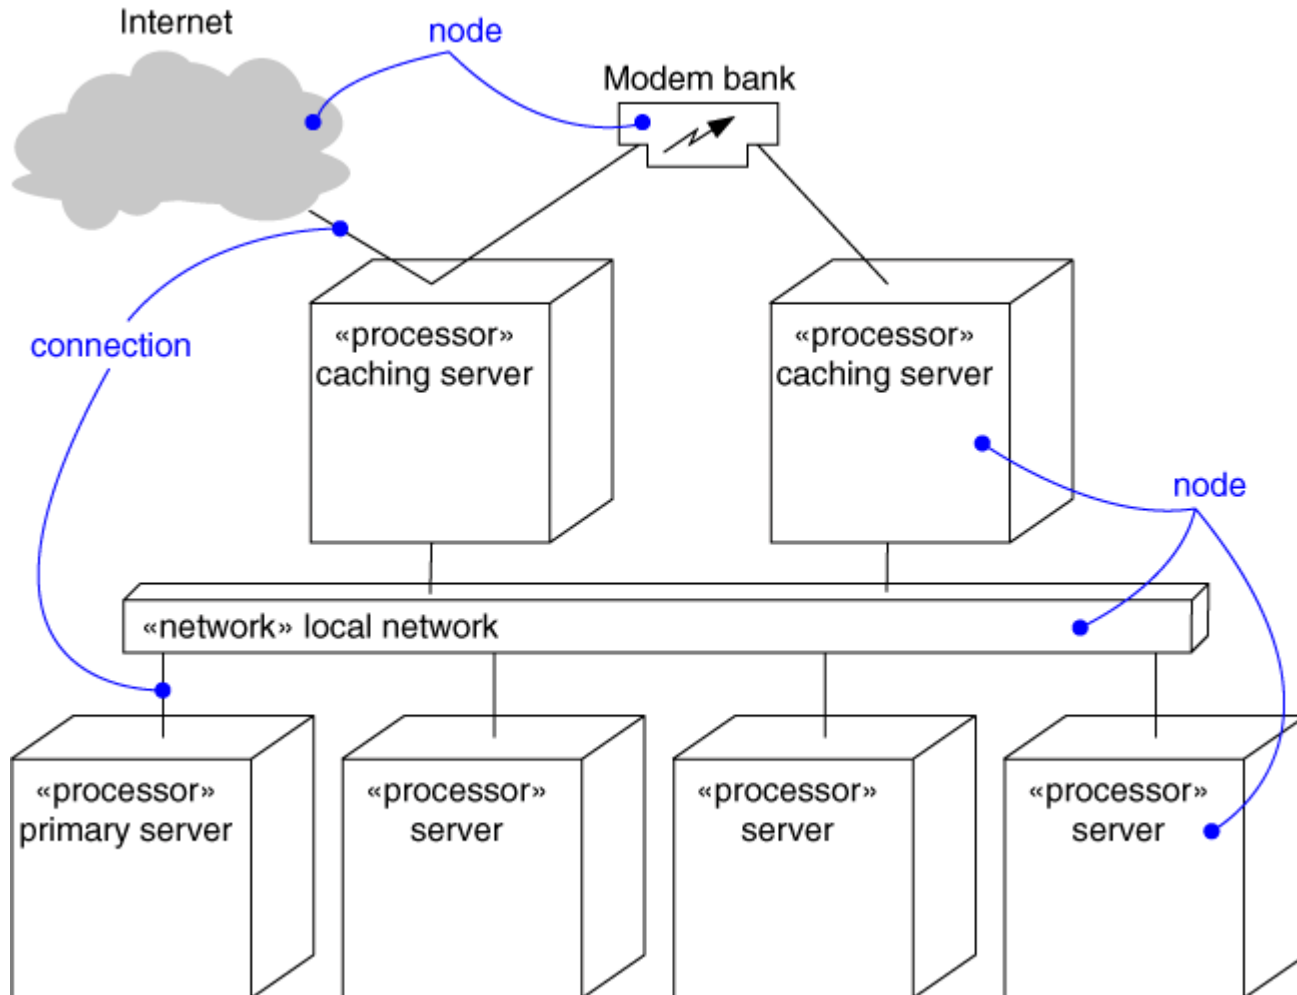 Internet
node
Modem bank
connection
«processor»
caching server
«processor»
caching server
node
«network» local network
«processor»
primary server
«processor»
server
«processor»
server
«processor»
server